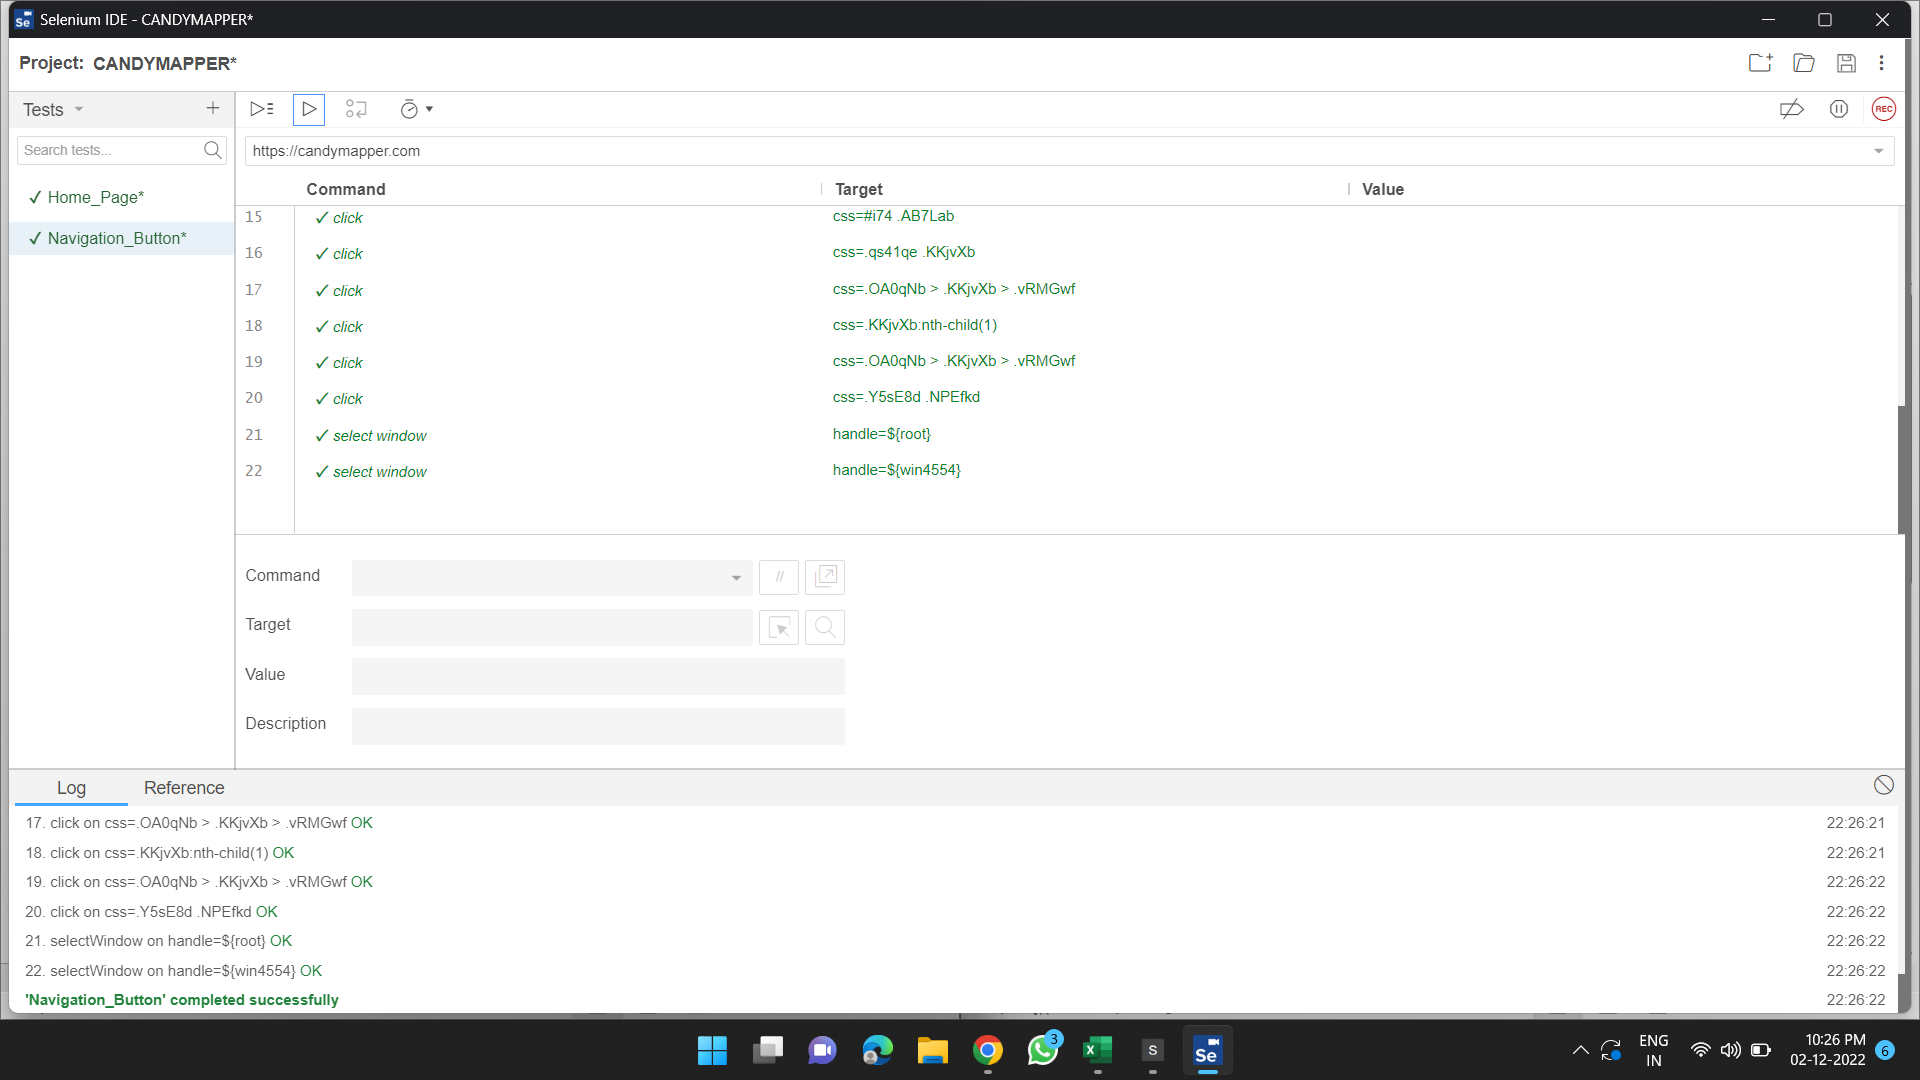 Selenium IDE - CANDYMAPPER*
Project: CANDYMAPPER*
Tests
Search tests...
✓ Home_Page*
✓ Navigation_Button*
REC
https://candymapper.com
Command Target Value
15 ✓ click css=#i74 .AB7Lab
16 ✓ click css=.qs41qe .KKjvXb
17 ✓ click css=.OA0qNb > .KKjvXb > .vRMGwf
18 ✓ click css=.KKjvXb:nth-child(1)
19 ✓ click css=.OA0qNb > .KKjvXb > .vRMGwf
20 ✓ click css=.Y5sE8d .NPEfkd
21 ✓ select window handle=${root}
22 ✓ select window handle=${win4554}
Command //
Target
Value
Description
Log Reference
17. click on css=.OA0qNb > .KKjvXb > .vRMGwf OK 22:26:21
18. click on css=.KKjvXb:nth-child(1) OK 22:26:21
19. click on css=.OA0qNb > .KKjvXb > .vRMGwf OK 22:26:22
20. click on css=.Y5sE8d .NPEfkd OK 22:26:22
21. selectWindow on handle=${root} OK 22:26:22
22. selectWindow on handle=${win4554} OK 22:26:22
'Navigation_Button' completed successfully 22:26:22
3
S
Se
ENG
IN
10:26 PM
02-12-2022
6